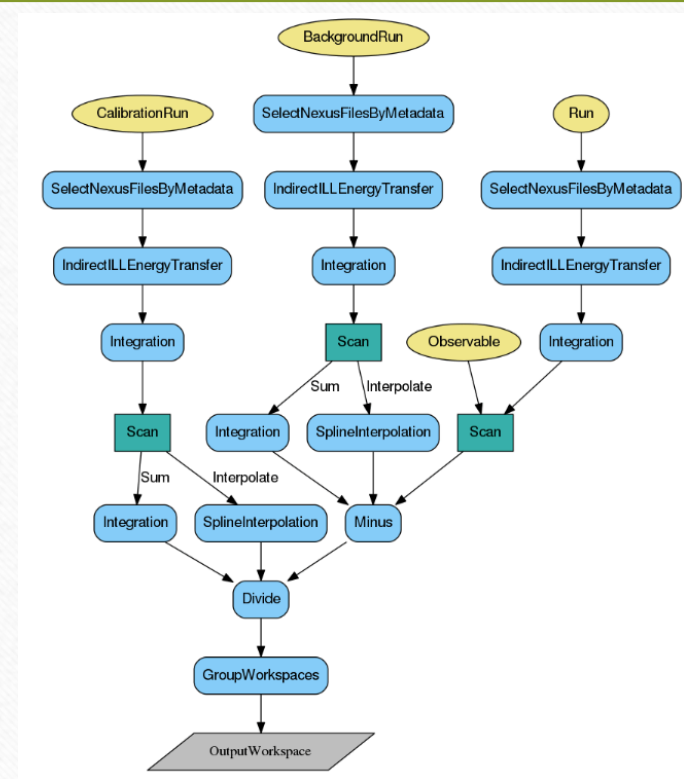 BackgroundRun
CalibrationRun
SelectNexusFilesByMetadata
Run
SelectNexusFilesByMetadata
IndirectILLEnergyTransfer
SelectNexusFilesByMetadata
IndirectILLEnergyTransfer
Integration
IndirectILLEnergyTransfer
Integration
Scan
Observable
Integration
Sum
Interpolate
Scan
Integration
SplineInterpolation
Scan
Sum
Interpolate
Integration
SplineInterpolation
Minus
Divide
GroupWorkspaces
OutputWorkspace